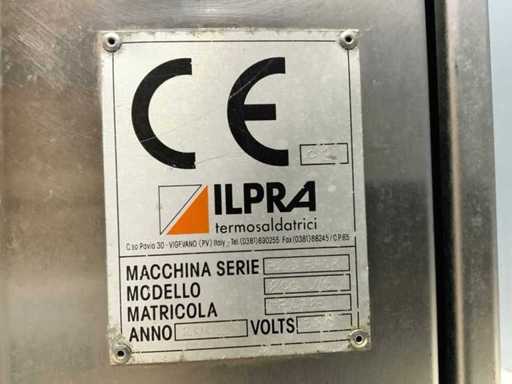 CE
ILPRA
termosaldatrici
C.so Pavia 30 - VIGEVANO (PV) Italy - Tel. (0381) 690255 Fax (0381) 88245 / C.P. 65
MACCHINA SERIE
MODELLO
MATRICOLA
ANNO VOLTS